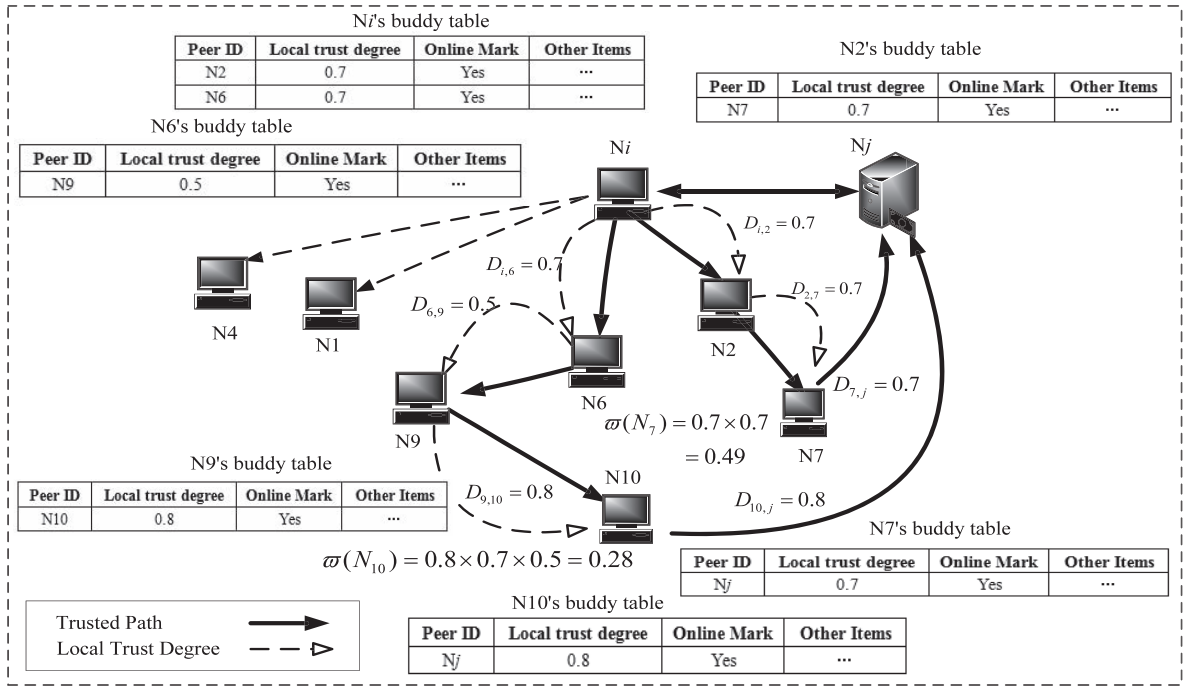 Ni's buddy table
Peer ID Local trust degree Online Mark Other Items
N2 0.7 Yes ...
N6 0.7 Yes ...
N2's buddy table
Peer ID Local trust degree Online Mark Other Items
N7 0.7 Yes ...
N6's buddy table
Peer ID Local trust degree Online Mark Other Items
N9 0.5 Yes ...
Ni
Nj
D_{i,2} = 0.7
D_{i,6} = 0.7
D_{2,7} = 0.7
D_{6,9} = 0.5
N4
N1
N2
N6
D_{7,j} = 0.7
N9
ϖ(N_7) = 0.7 × 0.7
= 0.49
N7
N9's buddy table
Peer ID Local trust degree Online Mark Other Items
N10 0.8 Yes ...
N10
D_{9,10} = 0.8
D_{10,j} = 0.8
ϖ(N_{10}) = 0.8 × 0.7 × 0.5 = 0.28
N7's buddy table
Peer ID Local trust degree Online Mark Other Items
Nj 0.7 Yes ...
N10's buddy table
Peer ID Local trust degree Online Mark Other Items
Nj 0.8 Yes ...
Trusted Path
Local Trust Degree